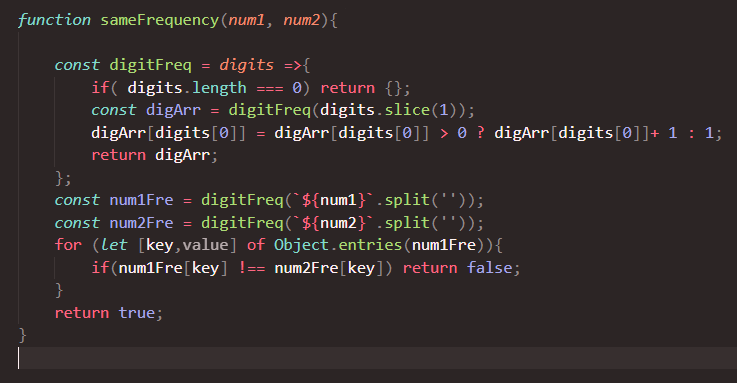 function sameFrequency(num1, num2){
const digitFreq = digits =>{
if( digits.length === 0) return {};
const digArr = digitFreq(digits.slice(1));
digArr[digits[0]] = digArr[digits[0]] > 0 ? digArr[digits[0]]+ 1 : 1;
return digArr;
};
const num1Fre = digitFreq(`${num1}`.split(''));
const num2Fre = digitFreq(`${num2}`.split(''));
for (let [key,value] of Object.entries(num1Fre)){
if(num1Fre[key] !== num2Fre[key]) return false;
}
return true;
}